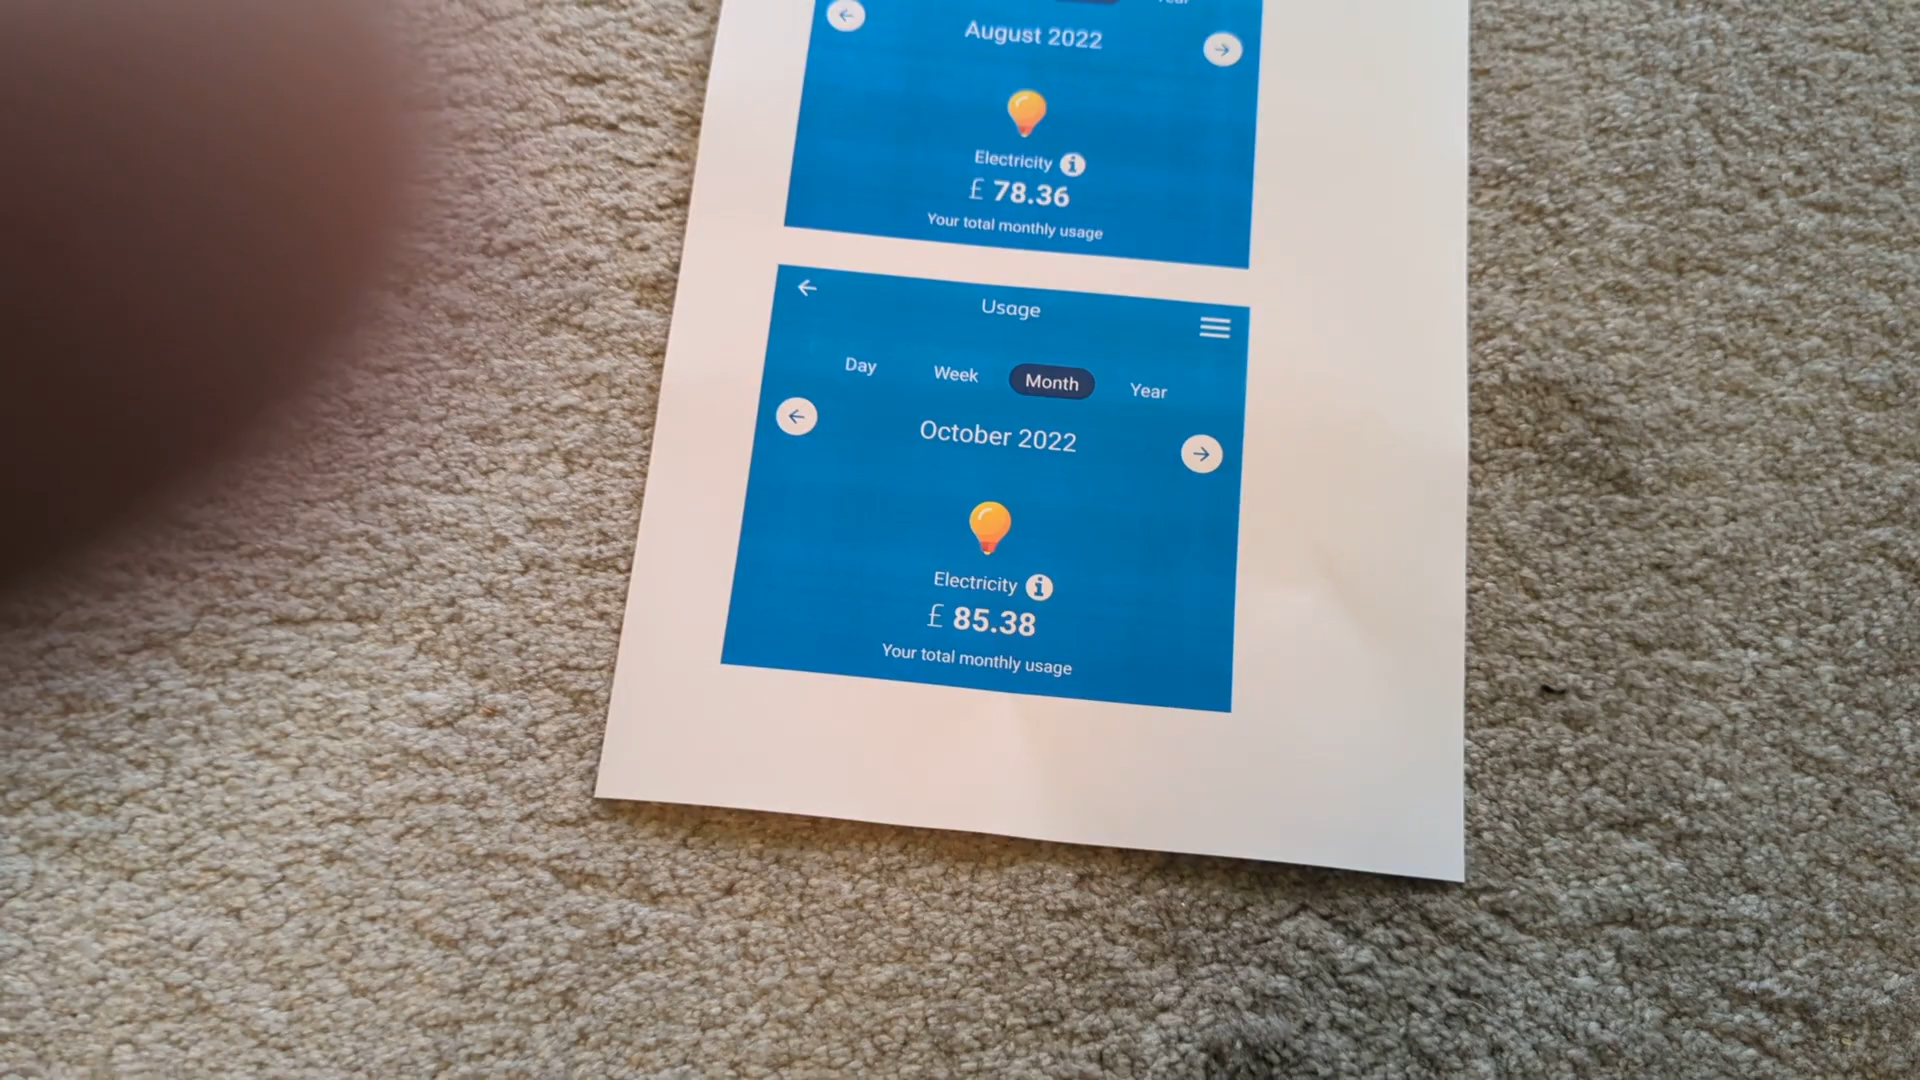 August 2022
Electricity
£ 78.36
Your total monthly usage
Usage
Day Week Month Year
October 2022
Electricity
£ 85.38
Your total monthly usage